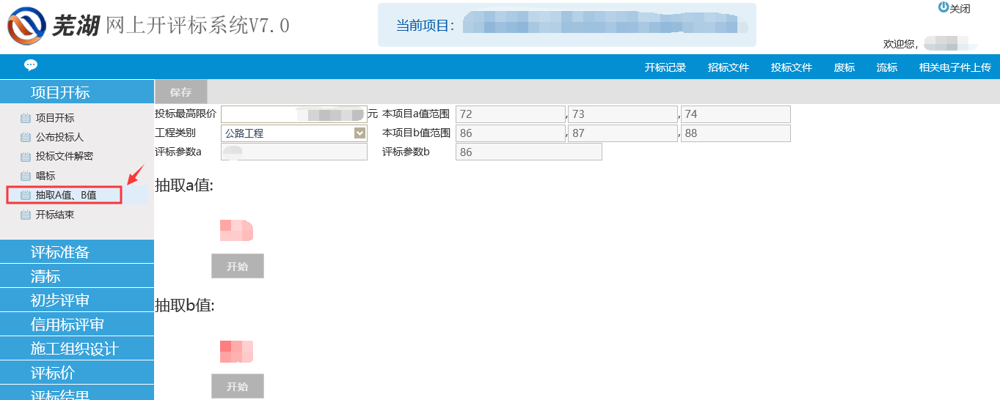 芜湖 网上开评标系统V7.0
当前项目：
关闭
欢迎您，
开标记录 招标文件 投标文件 废标 流标 相关电子件上传
项目开标
项目开标
公布投标人
投标文件解密
唱标
抽取A值、B值
开标结束
评标准备
清标
初步评审
信用标评审
施工组织设计
评标价
评标结果
保存
投标最高限价 元 本项目a值范围 72 , 73 , 74
工程类别 公路工程 本项目b值范围 86 , 87 , 88
评标参数a 评标参数b 86
抽取a值:
开始
抽取b值:
开始